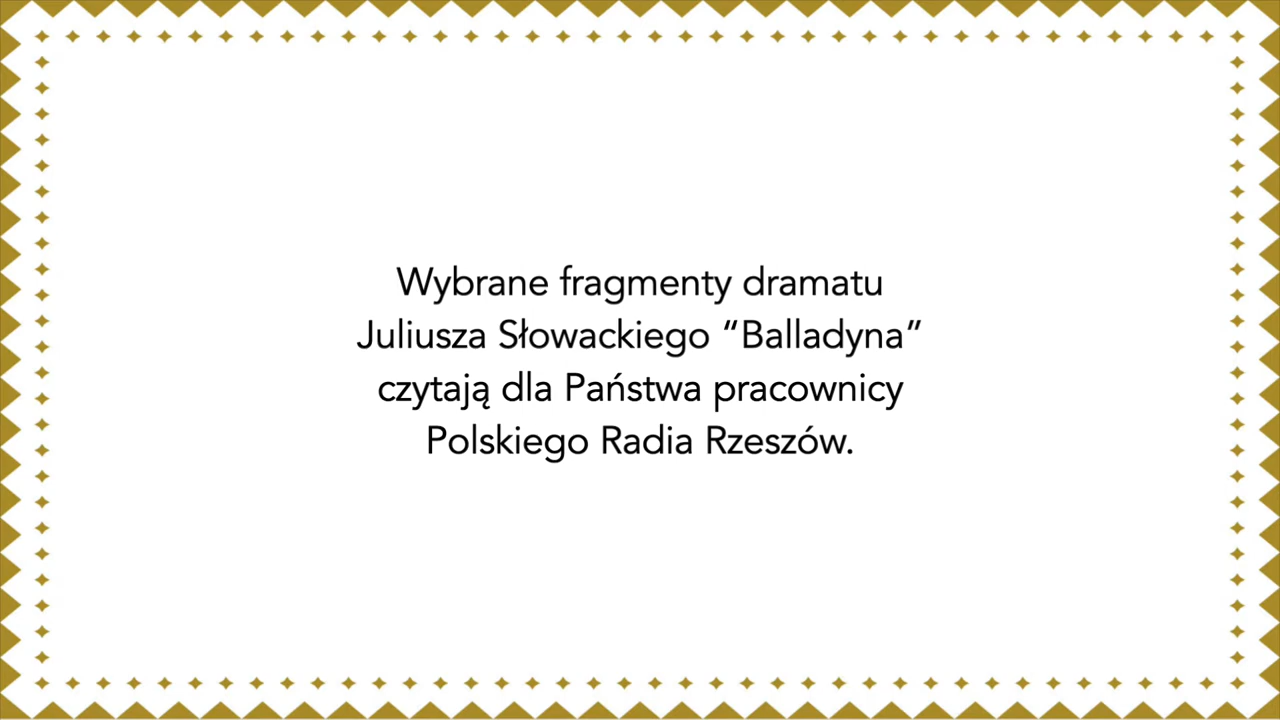 Wybrane fragmenty dramatu
Juliusza Słowackiego “Balladyna”
czytają dla Państwa pracownicy
Polskiego Radia Rzeszów.